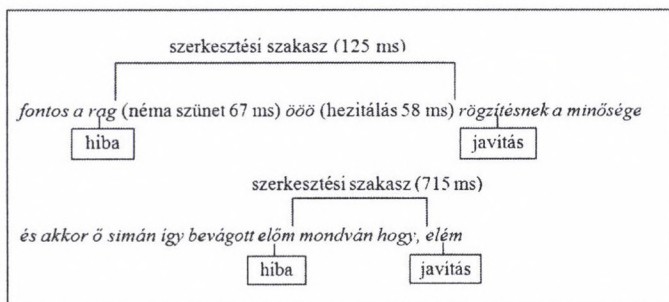 szerkesztési szakasz (125 ms)
fontos a rag (néma szünet 67 ms) ööö (hezitálás 58 ms) rögzítésnek a minősége
hiba javítás
szerkesztési szakasz (715 ms)
és akkor ő simán így bevágott előm mondván hogy, elém
hiba javítás